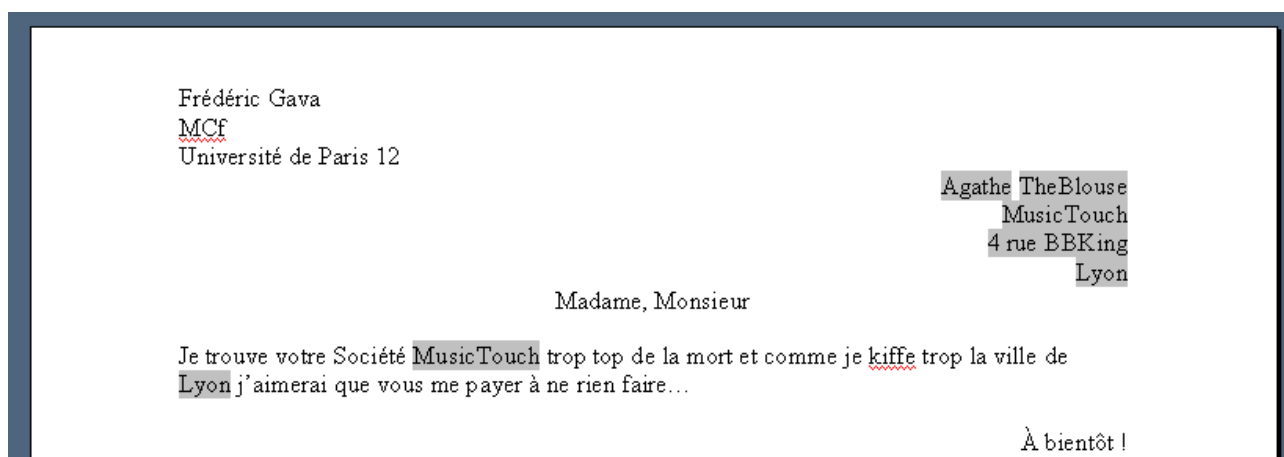 Frédéric Gava
MCf
Université de Paris 12
Agathe TheBlouse
MusicTouch
4 rue BBKing
Lyon
Madame, Monsieur
Je trouve votre Société MusicTouch trop top de la mort et comme je kiffe trop la ville de
Lyon j’aimerai que vous me payer à ne rien faire…
À bientôt !